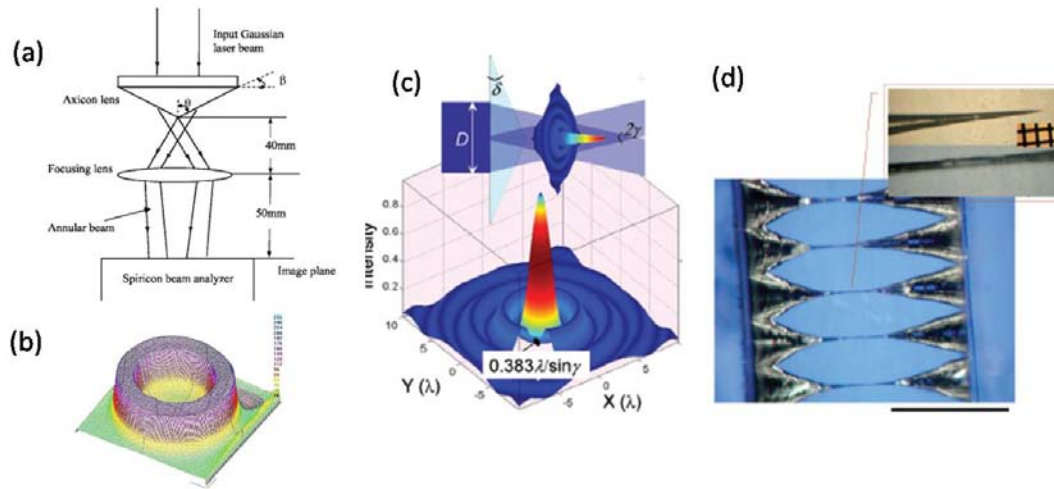 (a)
Input Gaussian
laser beam
β
Axicon lens
θ
40mm
Focusing lens
50mm
Annular beam
Image plane
Spiricon beam analyzer
(b)
(c)
δ
D
2γ
0.8
0.6
0.4
0.2
Intensity
10
5
0
-5
Y (λ)
0.383λ/sinγ
5
0
-5
X (λ)
(d)